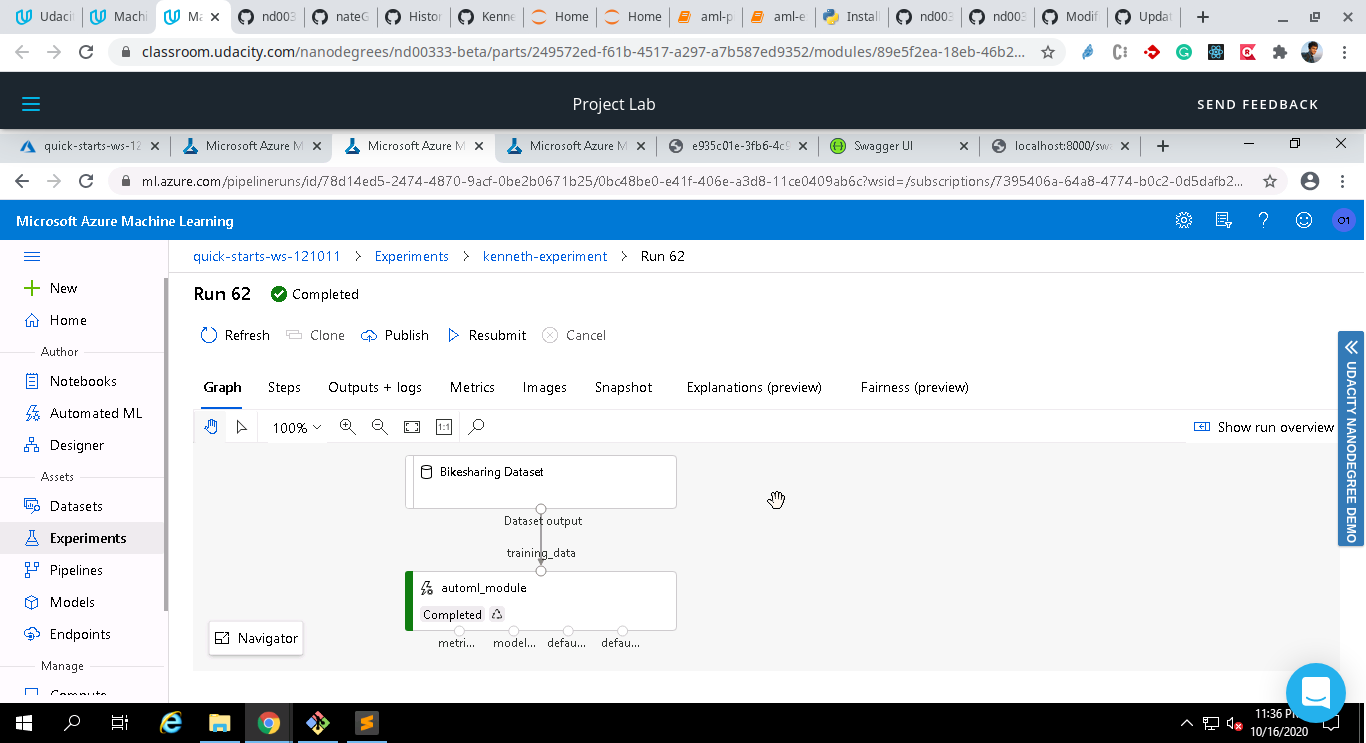 Udaci Machi Ma nd003 nateG Histor Kenne Home Home aml-p aml-e Install nd003 nd003 Modif Updat
classroom.udacity.com/nanodegrees/nd00333-beta/parts/249572ed-f61b-4517-a297-a7b587ed9352/modules/89e5f2ea-18eb-46b2...
Project Lab
SEND FEEDBACK
quick-starts-ws-12 Microsoft Azure M Microsoft Azure M Microsoft Azure M e935c01e-3fb6-4c9 Swagger UI localhost:8000/sw
ml.azure.com/pipelineruns/id/78d14ed5-2474-4870-9acf-0be2b0671b25/0bc48be0-e41f-406e-a3d8-11ce0409ab6c?wsid=/subscriptions/7395406a-64a8-4774-b0c2-0d5dafb2...
Microsoft Azure Machine Learning
O1
quick-starts-ws-121011 > Experiments > kenneth-experiment > Run 62
New
Home
Author
Notebooks
Automated ML
Designer
Assets
Datasets
Experiments
Pipelines
Models
Endpoints
Manage
Compute
Run 62 Completed
Refresh Clone Publish Resubmit Cancel
Graph Steps Outputs + logs Metrics Images Snapshot Explanations (preview) Fairness (preview)
100% 1:1 Show run overview
Bikesharing Dataset
Dataset output
training_data
automl_module
Completed
metri... model... defau... defau...
Navigator
UDACITY NANODEGREE DEMO
11:36 P
10/16/2020